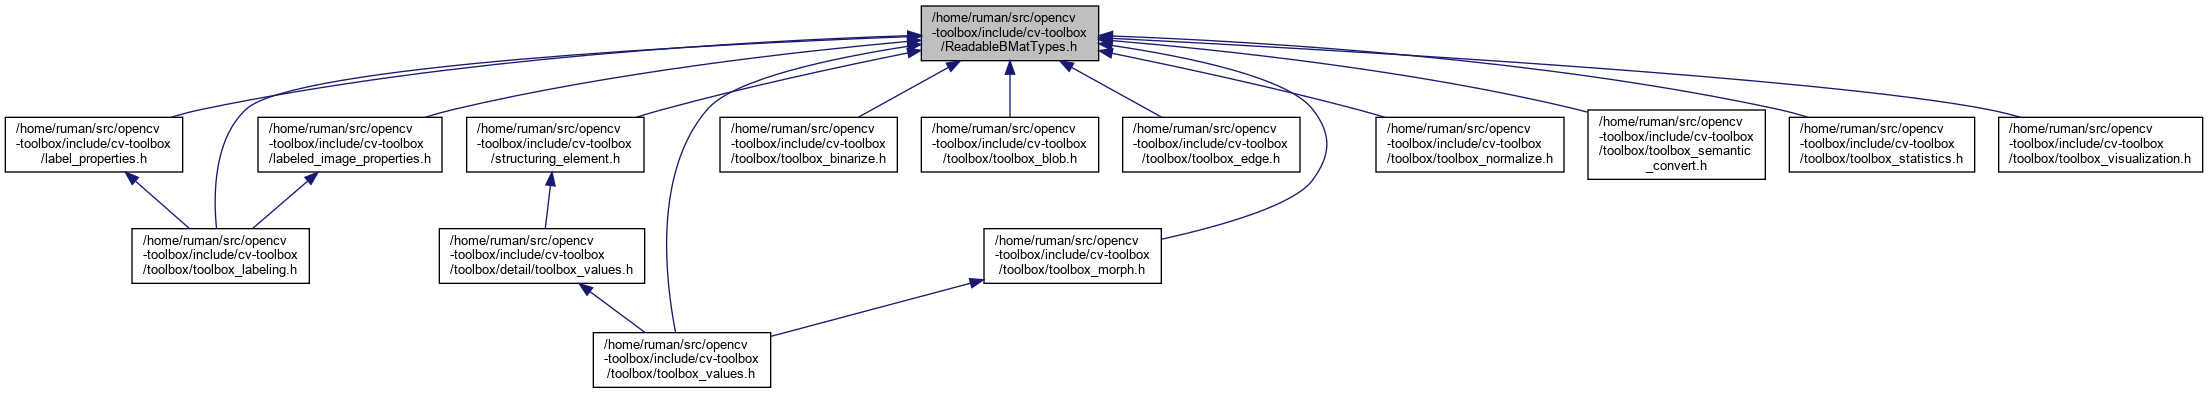 /home/ruman/src/opencv
-toolbox/include/cv-toolbox
/ReadableBMatTypes.h
/home/ruman/src/opencv
-toolbox/include/cv-toolbox
/label_properties.h
/home/ruman/src/opencv
-toolbox/include/cv-toolbox
/labeled_image_properties.h
/home/ruman/src/opencv
-toolbox/include/cv-toolbox
/structuring_element.h
/home/ruman/src/opencv
-toolbox/include/cv-toolbox
/toolbox/toolbox_binarize.h
/home/ruman/src/opencv
-toolbox/include/cv-toolbox
/toolbox/toolbox_blob.h
/home/ruman/src/opencv
-toolbox/include/cv-toolbox
/toolbox/toolbox_edge.h
/home/ruman/src/opencv
-toolbox/include/cv-toolbox
/toolbox/toolbox_normalize.h
/home/ruman/src/opencv
-toolbox/include/cv-toolbox
/toolbox/toolbox_semantic
_convert.h
/home/ruman/src/opencv
-toolbox/include/cv-toolbox
/toolbox/toolbox_statistics.h
/home/ruman/src/opencv
-toolbox/include/cv-toolbox
/toolbox/toolbox_visualization.h
/home/ruman/src/opencv
-toolbox/include/cv-toolbox
/toolbox/toolbox_labeling.h
/home/ruman/src/opencv
-toolbox/include/cv-toolbox
/toolbox/detail/toolbox_values.h
/home/ruman/src/opencv
-toolbox/include/cv-toolbox
/toolbox/toolbox_morph.h
/home/ruman/src/opencv
-toolbox/include/cv-toolbox
/toolbox/toolbox_values.h